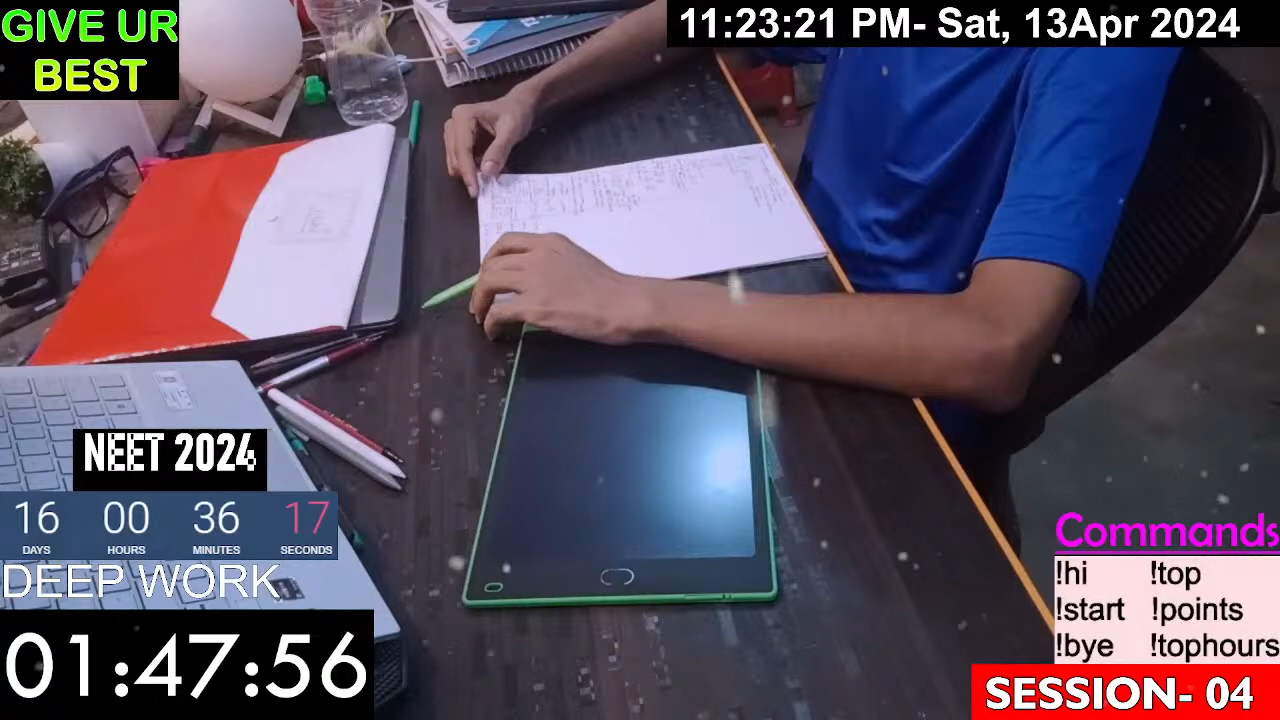 GIVE UR
BEST
11:23:21 PM- Sat, 13Apr 2024
NEET 2024
16 00 36 17
DAYS HOURS MINUTES SECONDS
DEEP WORK
01:47:56
Commands
!hi !top
!start !points
!bye !tophours
SESSION- 04